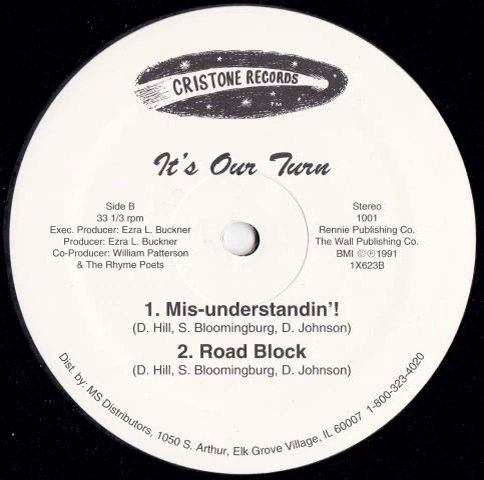 CRISTONE RECORDS
TM
It's Our Turn
Side B
33 1/3 rpm
Exec. Producer: Ezra L. Buckner
Producer: Ezra L. Buckner
Co-Producer: William Patterson
& The Rhyme Poets
Stereo
1001
Rennie Publishing Co.
The Wall Publishing Co.
BMI ©℗1991
1X623B
1. Mis-understandin'!
(D. Hill, S. Bloomingburg, D. Johnson)
2. Road Block
(D. Hill, S. Bloomingburg, D. Johnson)
Dist. by: MS Distributors, 1050 S. Arthur, Elk Grove Village, IL 60007 1-800-323-4020